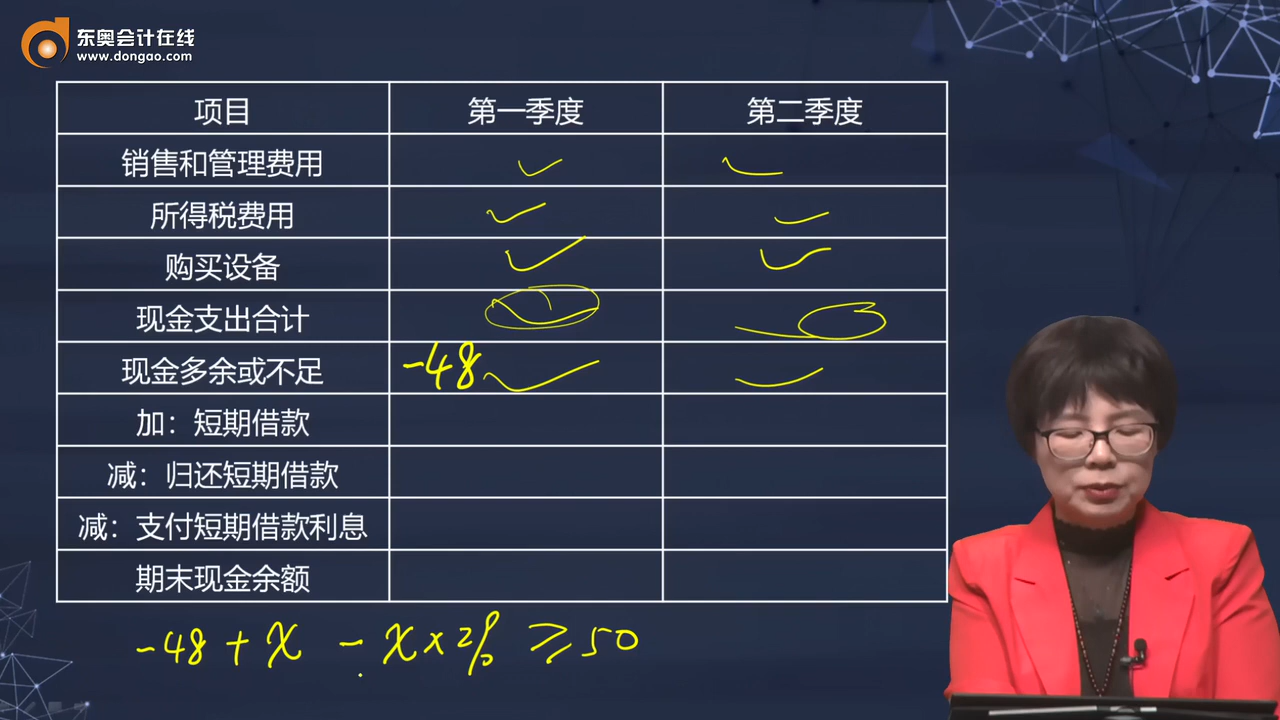 东奥会计在线
www.dongao.com
项目 第一季度 第二季度
销售和管理费用
所得税费用
购买设备
现金支出合计
现金多余或不足 -48
加：短期借款
减：归还短期借款
减：支付短期借款利息
期末现金余额
-48 + x - x × 2% ≥ 50